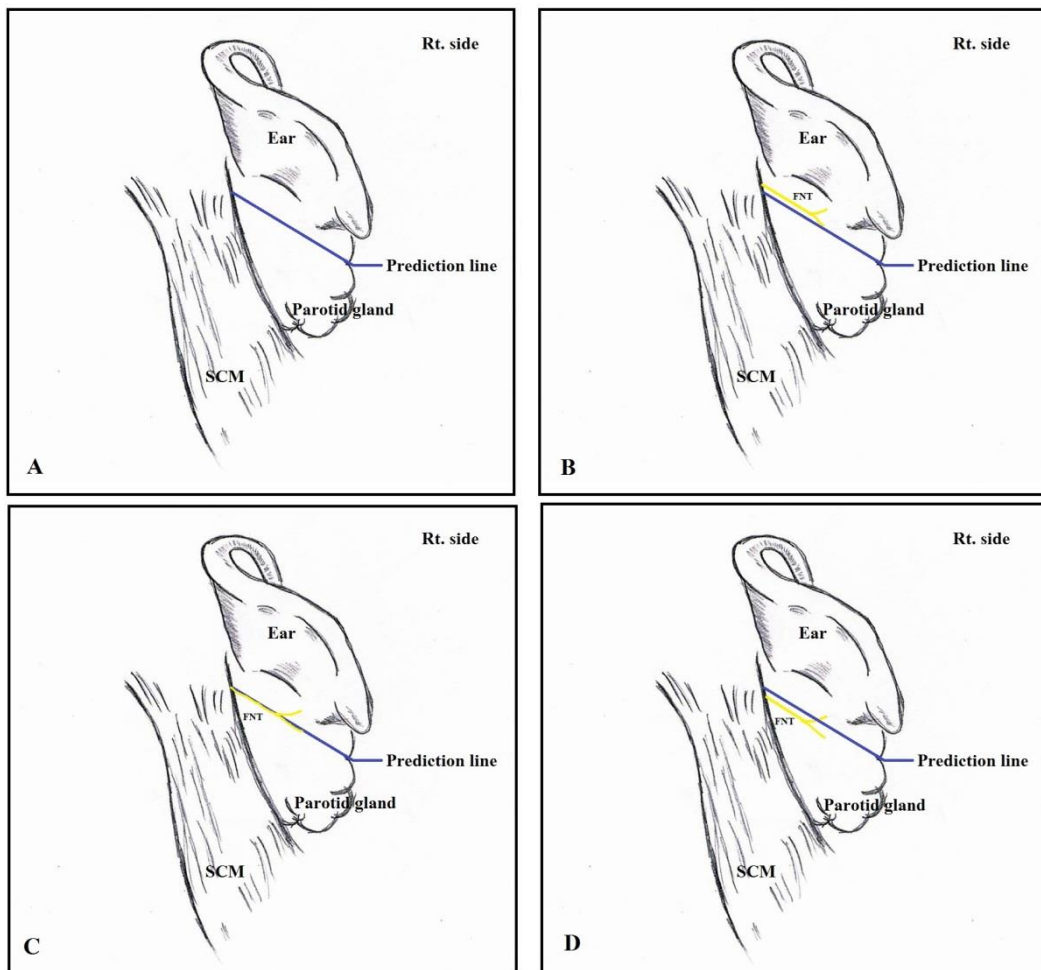 Rt. side
Ear
Prediction line
Parotid gland
SCM
A
Rt. side
Ear
FNT
Prediction line
Parotid gland
SCM
B
Rt. side
Ear
FNT
Prediction line
Parotid gland
SCM
C
Rt. side
Ear
FNT
Prediction line
Parotid gland
SCM
D